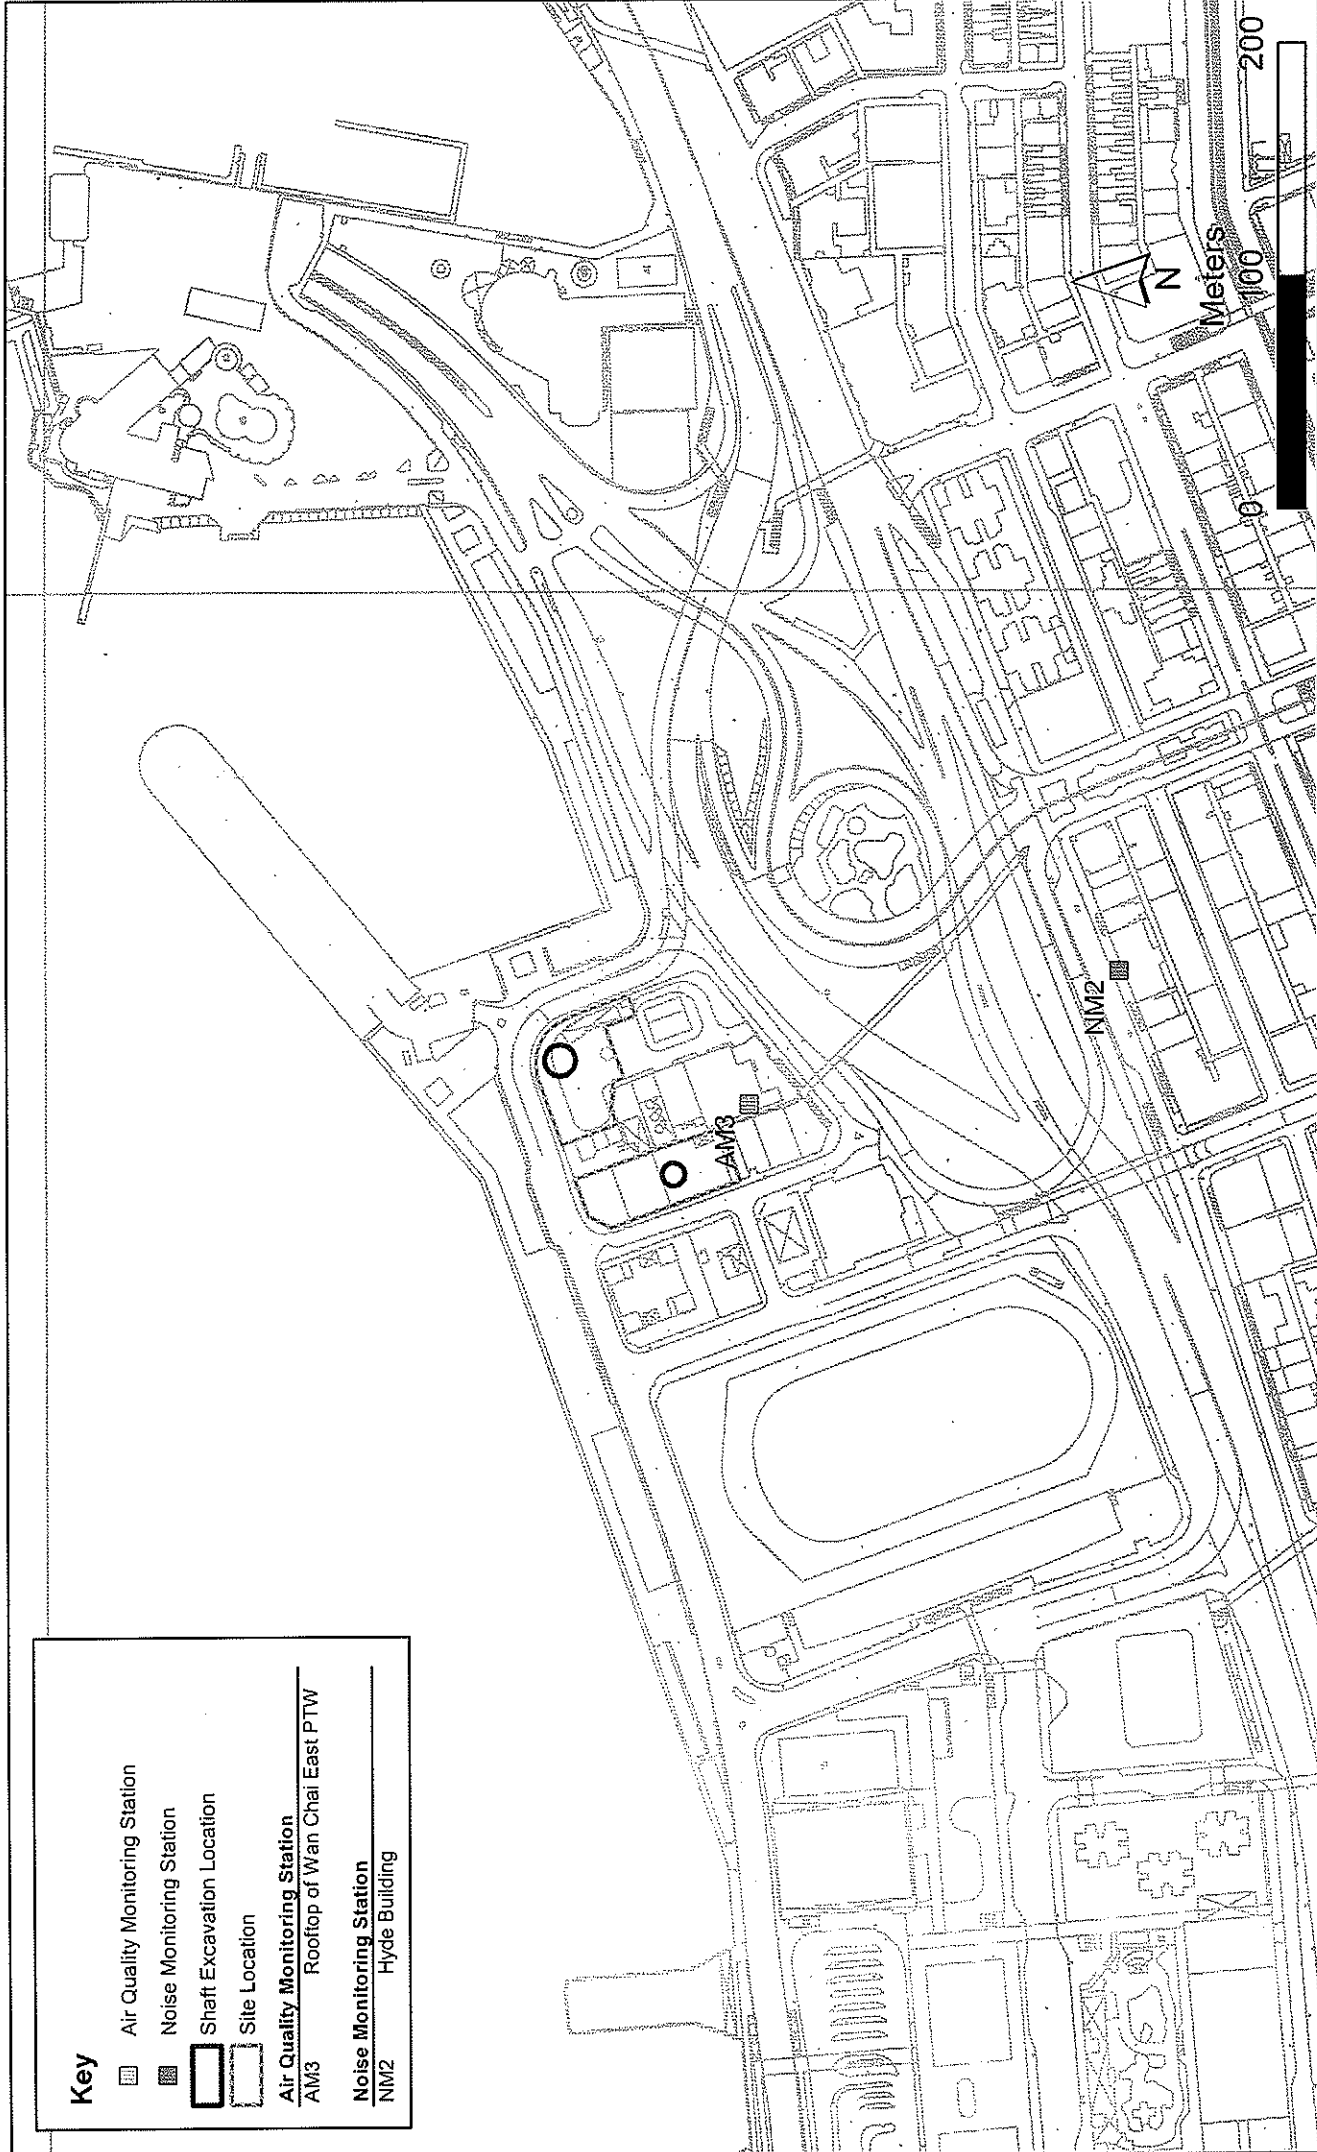 Key
Air Quality Monitoring Station
Noise Monitoring Station
Shaft Excavation Location
Site Location
Air Quality Monitoring Station
AM3 Rooftop of Wan Chai East PTW
Noise Monitoring Station
NM2 Hyde Building
AM3
NM2
N
Meters
0 100 200